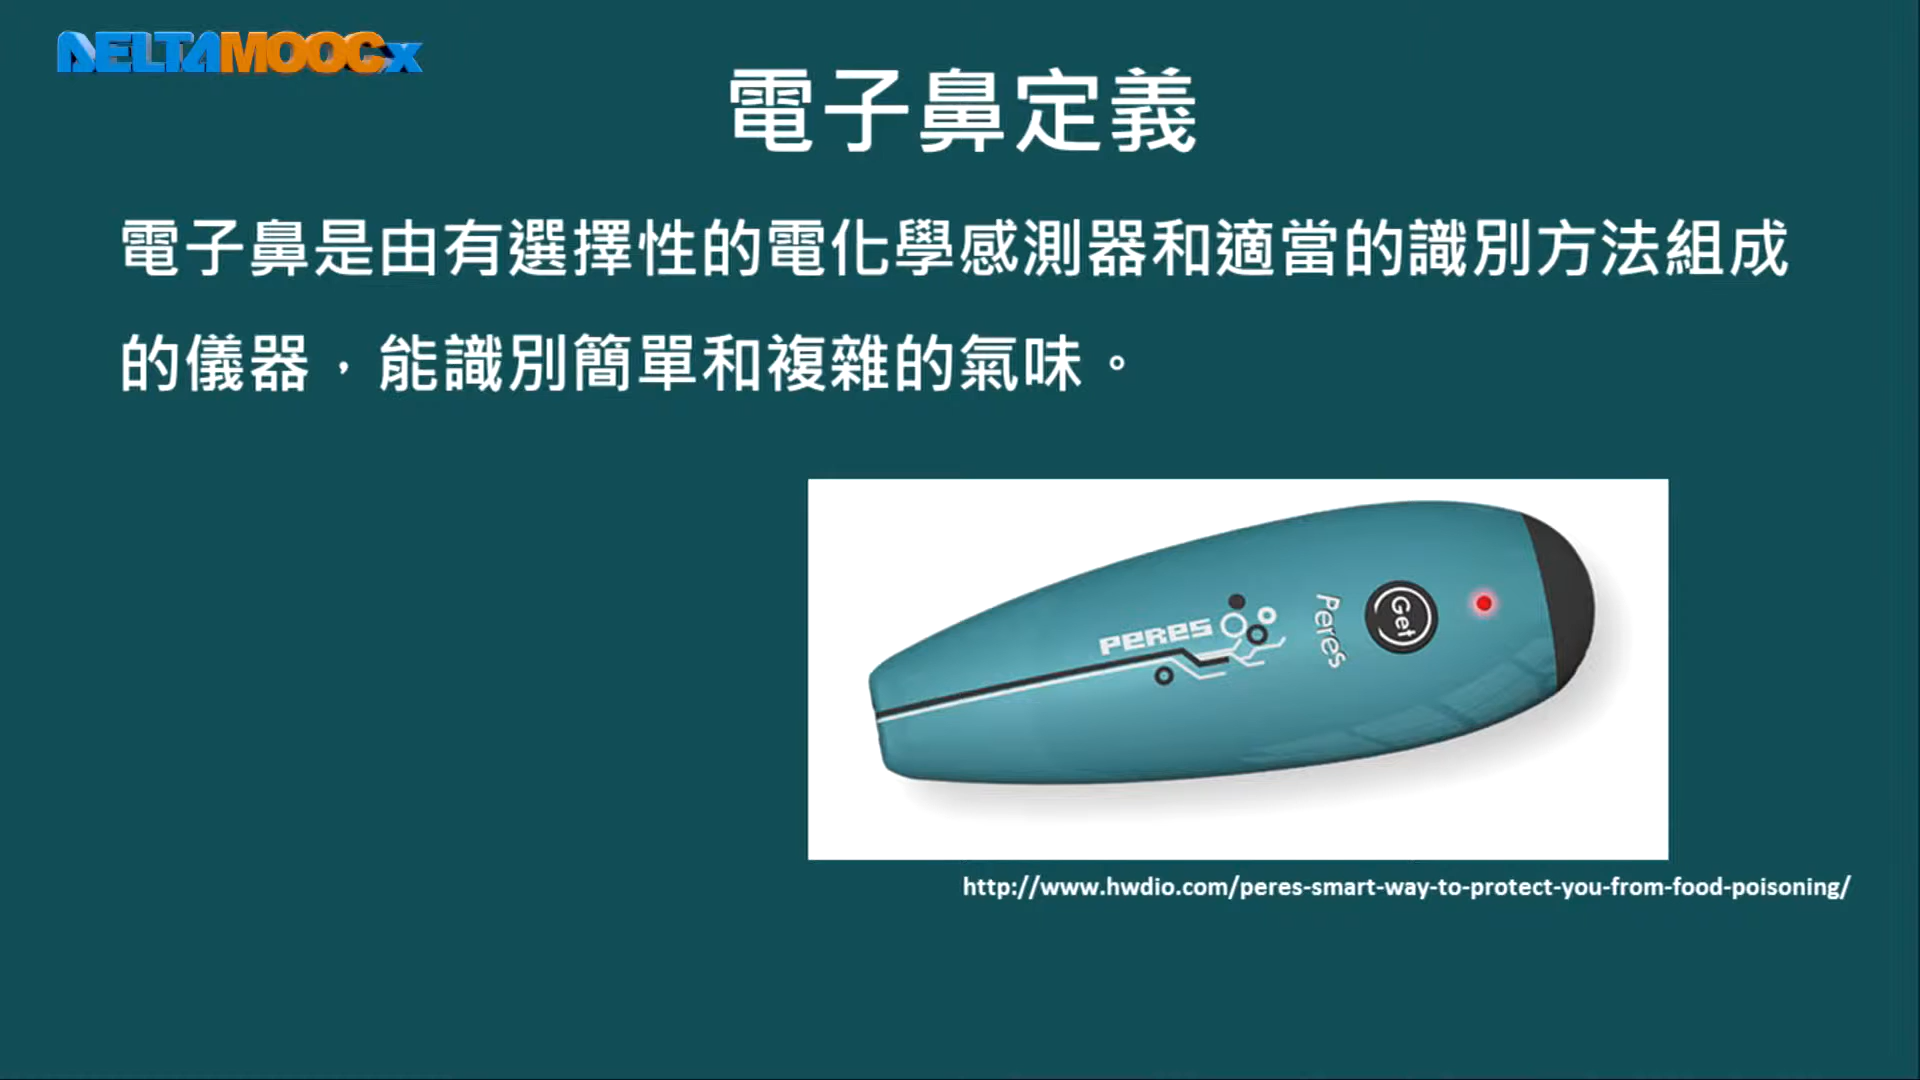 DELTAMOOCx
電子鼻定義
電子鼻是由有選擇性的電化學感測器和適當的識別方法組成
的儀器，能識別簡單和複雜的氣味。
PERES
Peres
Get
http://www.hwdio.com/peres-smart-way-to-protect-you-from-food-poisoning/